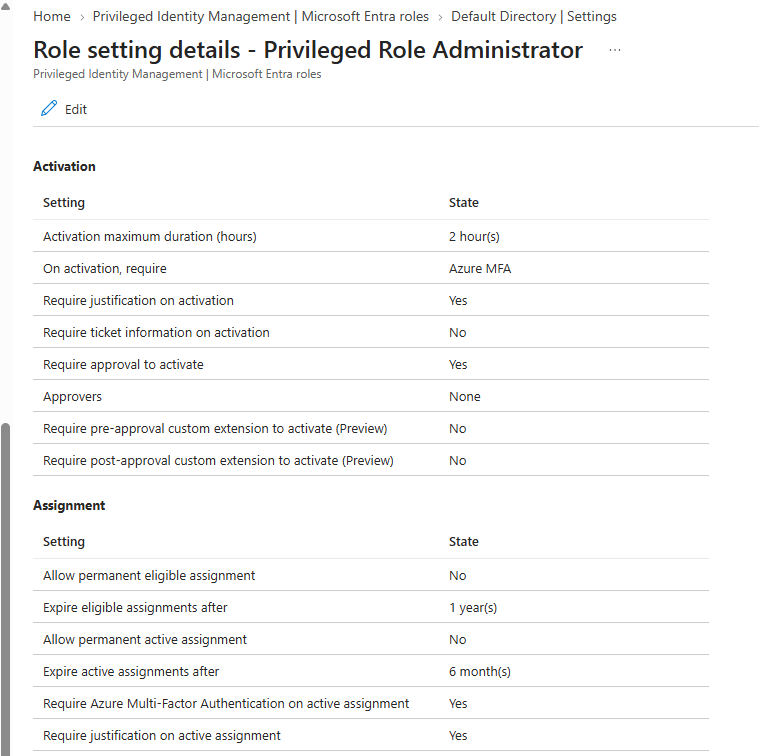 Home > Privileged Identity Management | Microsoft Entra roles > Default Directory | Settings
Role setting details - Privileged Role Administrator ...
Privileged Identity Management | Microsoft Entra roles
Edit
Activation
Setting State
Activation maximum duration (hours) 2 hour(s)
On activation, require Azure MFA
Require justification on activation Yes
Require ticket information on activation No
Require approval to activate Yes
Approvers None
Require pre-approval custom extension to activate (Preview) No
Require post-approval custom extension to activate (Preview) No
Assignment
Setting State
Allow permanent eligible assignment No
Expire eligible assignments after 1 year(s)
Allow permanent active assignment No
Expire active assignments after 6 month(s)
Require Azure Multi-Factor Authentication on active assignment Yes
Require justification on active assignment Yes